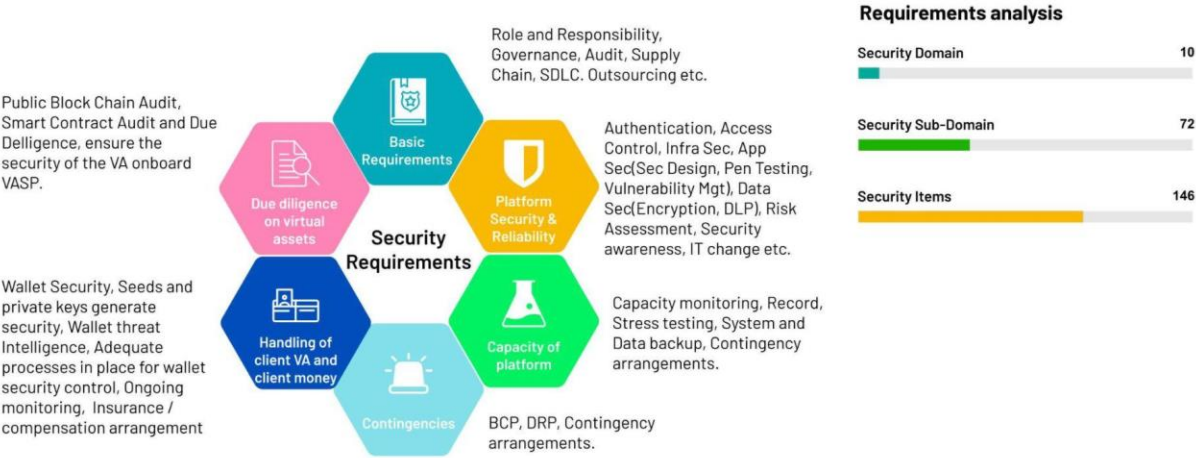 Requirements analysis
Security Domain 10
Security Sub-Domain 72
Security Items 146
Role and Responsibility,
Governance, Audit, Supply
Chain, SDLC. Outsourcing etc.
Basic
Requirements
Public Block Chain Audit,
Smart Contract Audit and Due
Delligence, ensure the
security of the VA onboard
VASP.
Due diligence
on virtual
assets
Authentication, Access
Control, Infra Sec, App
Sec(Sec Design, Pen Testing,
Vulnerability Mgt), Data
Sec(Encryption, DLP), Risk
Assessment, Security
awareness, IT change etc.
Platform
Security &
Reliability
Security
Requirements
Wallet Security, Seeds and
private keys generate
security, Wallet threat
Intelligence, Adequate
processes in place for wallet
security control, Ongoing
monitoring, Insurance /
compensation arrangement
Handling of
client VA and
client money
Capacity of
platform
Capacity monitoring, Record,
Stress testing, System and
Data backup, Contingency
arrangements.
Contingencies
BCP, DRP, Contingency
arrangements.